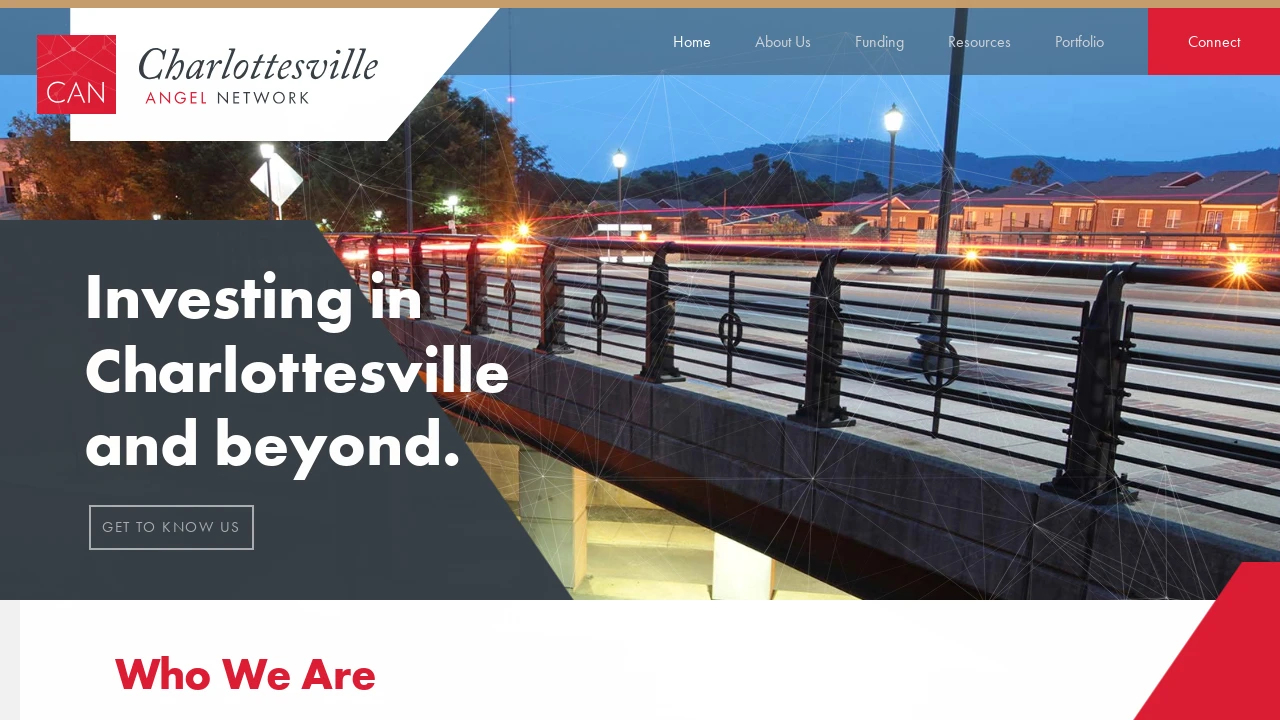 CAN
Charlottesville
ANGEL NETWORK
Home About Us Funding Resources Portfolio Connect
Investing in
Charlottesville
and beyond.
GET TO KNOW US
Who We Are